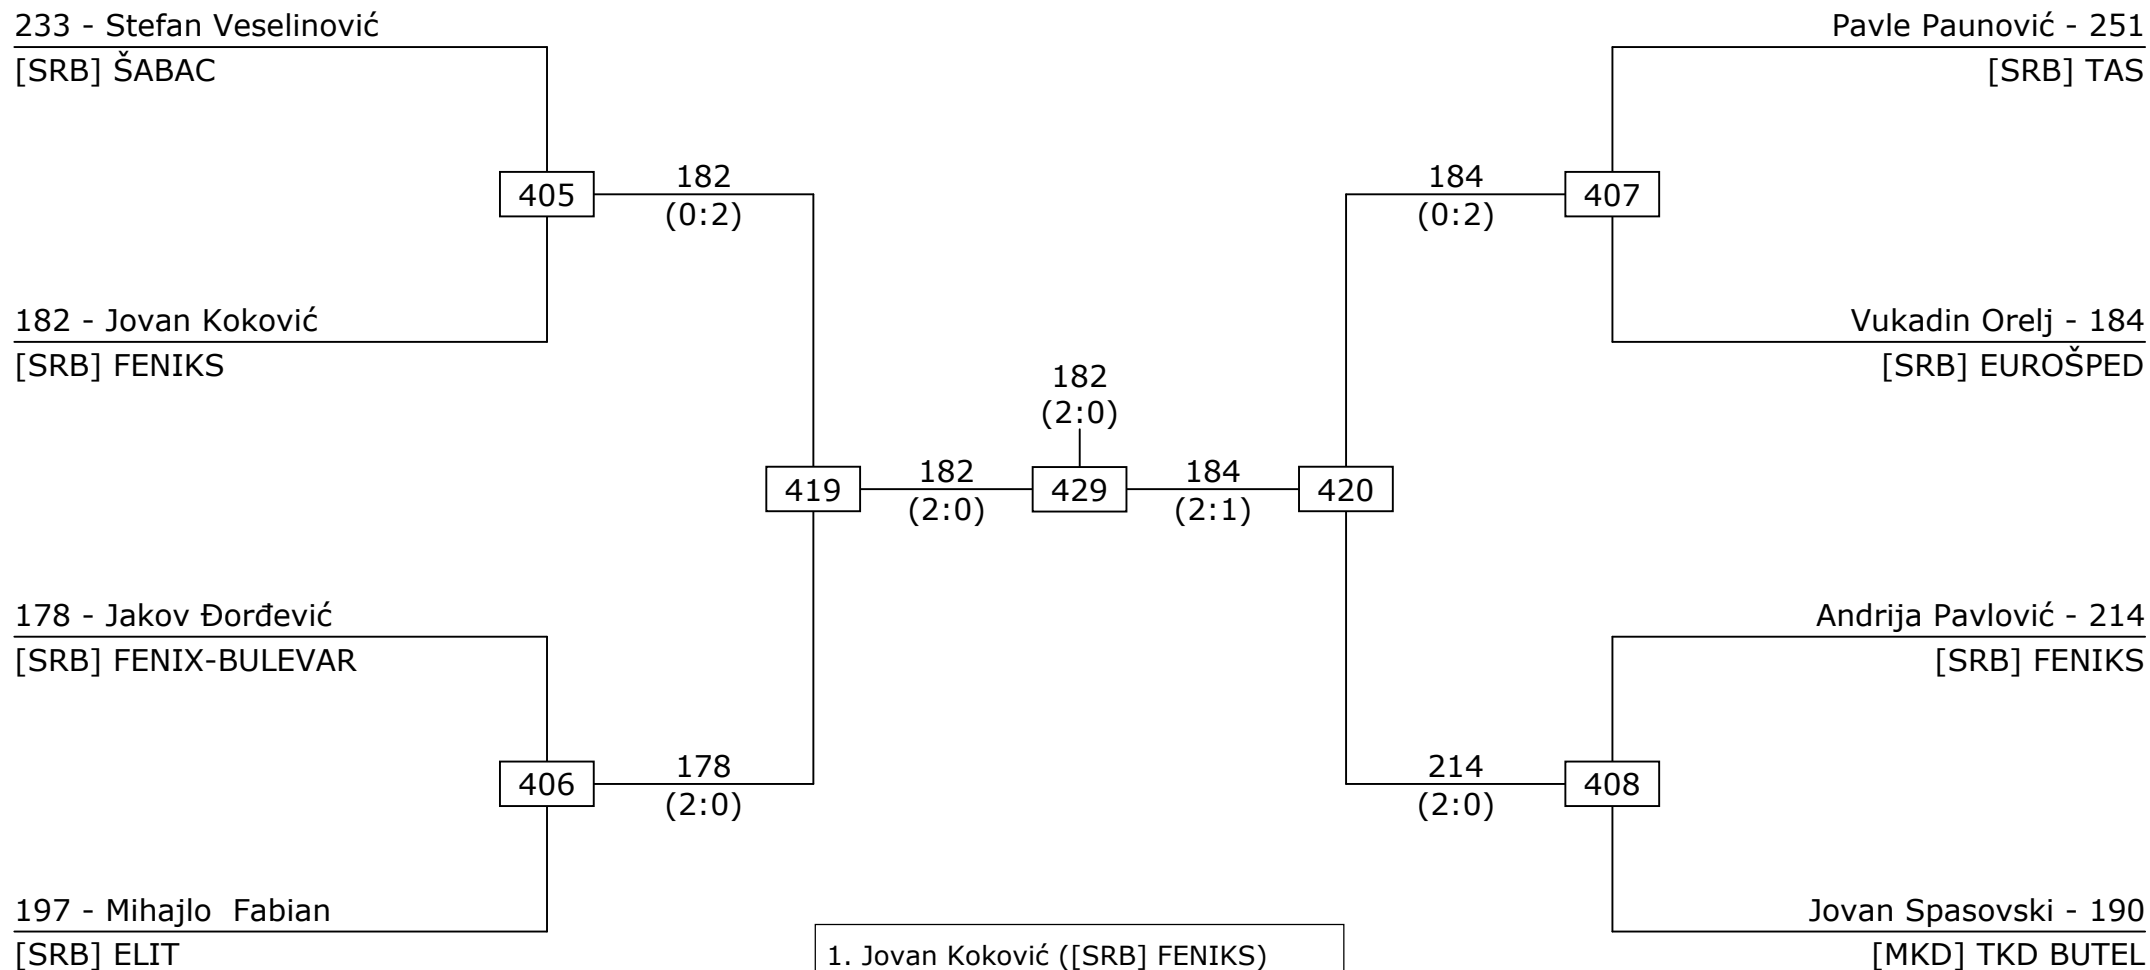 233 - Stefan Veselinović
[SRB] ŠABAC
Pavle Paunović - 251
[SRB] TAS
405
182
(0:2)
184
(0:2)
407
182 - Jovan Koković
[SRB] FENIKS
Vukadin Orelj - 184
[SRB] EUROŠPED
182
(2:0)
419
182
(2:0)
429
184
(2:1)
420
178 - Jakov Đorđević
[SRB] FENIX-BULEVAR
Andrija Pavlović - 214
[SRB] FENIKS
406
178
(2:0)
214
(2:0)
408
197 - Mihajlo  Fabian
[SRB] ELIT
Jovan Spasovski - 190
[MKD] TKD BUTEL
1. Jovan Koković ([SRB] FENIKS)